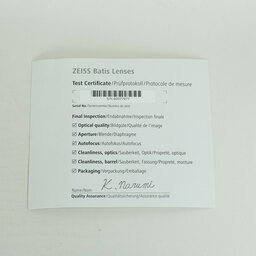 ZEISS Batis Lenses
Test Certificate/Prüfprotokoll/Protocole de mesure
Serial No./Seriennummer/Numéro de série
Final Inspection/Endabnahme/Inspection finale
Optical quality/Bildgüte/Qualité de l'image
Aperture/Blende/Diaphragme
Autofocus/Autofokus/Autofocus
Cleanliness, optics/Sauberkeit, Optik/Propreté, optique
Cleanliness, barrel/Sauberkeit, Fassung/Propreté, monture
Packaging/Verpackung/Emballage
K. Narumi
Name/Nom
Quality Assurance/Qualitätssicherung/Assurance qualité